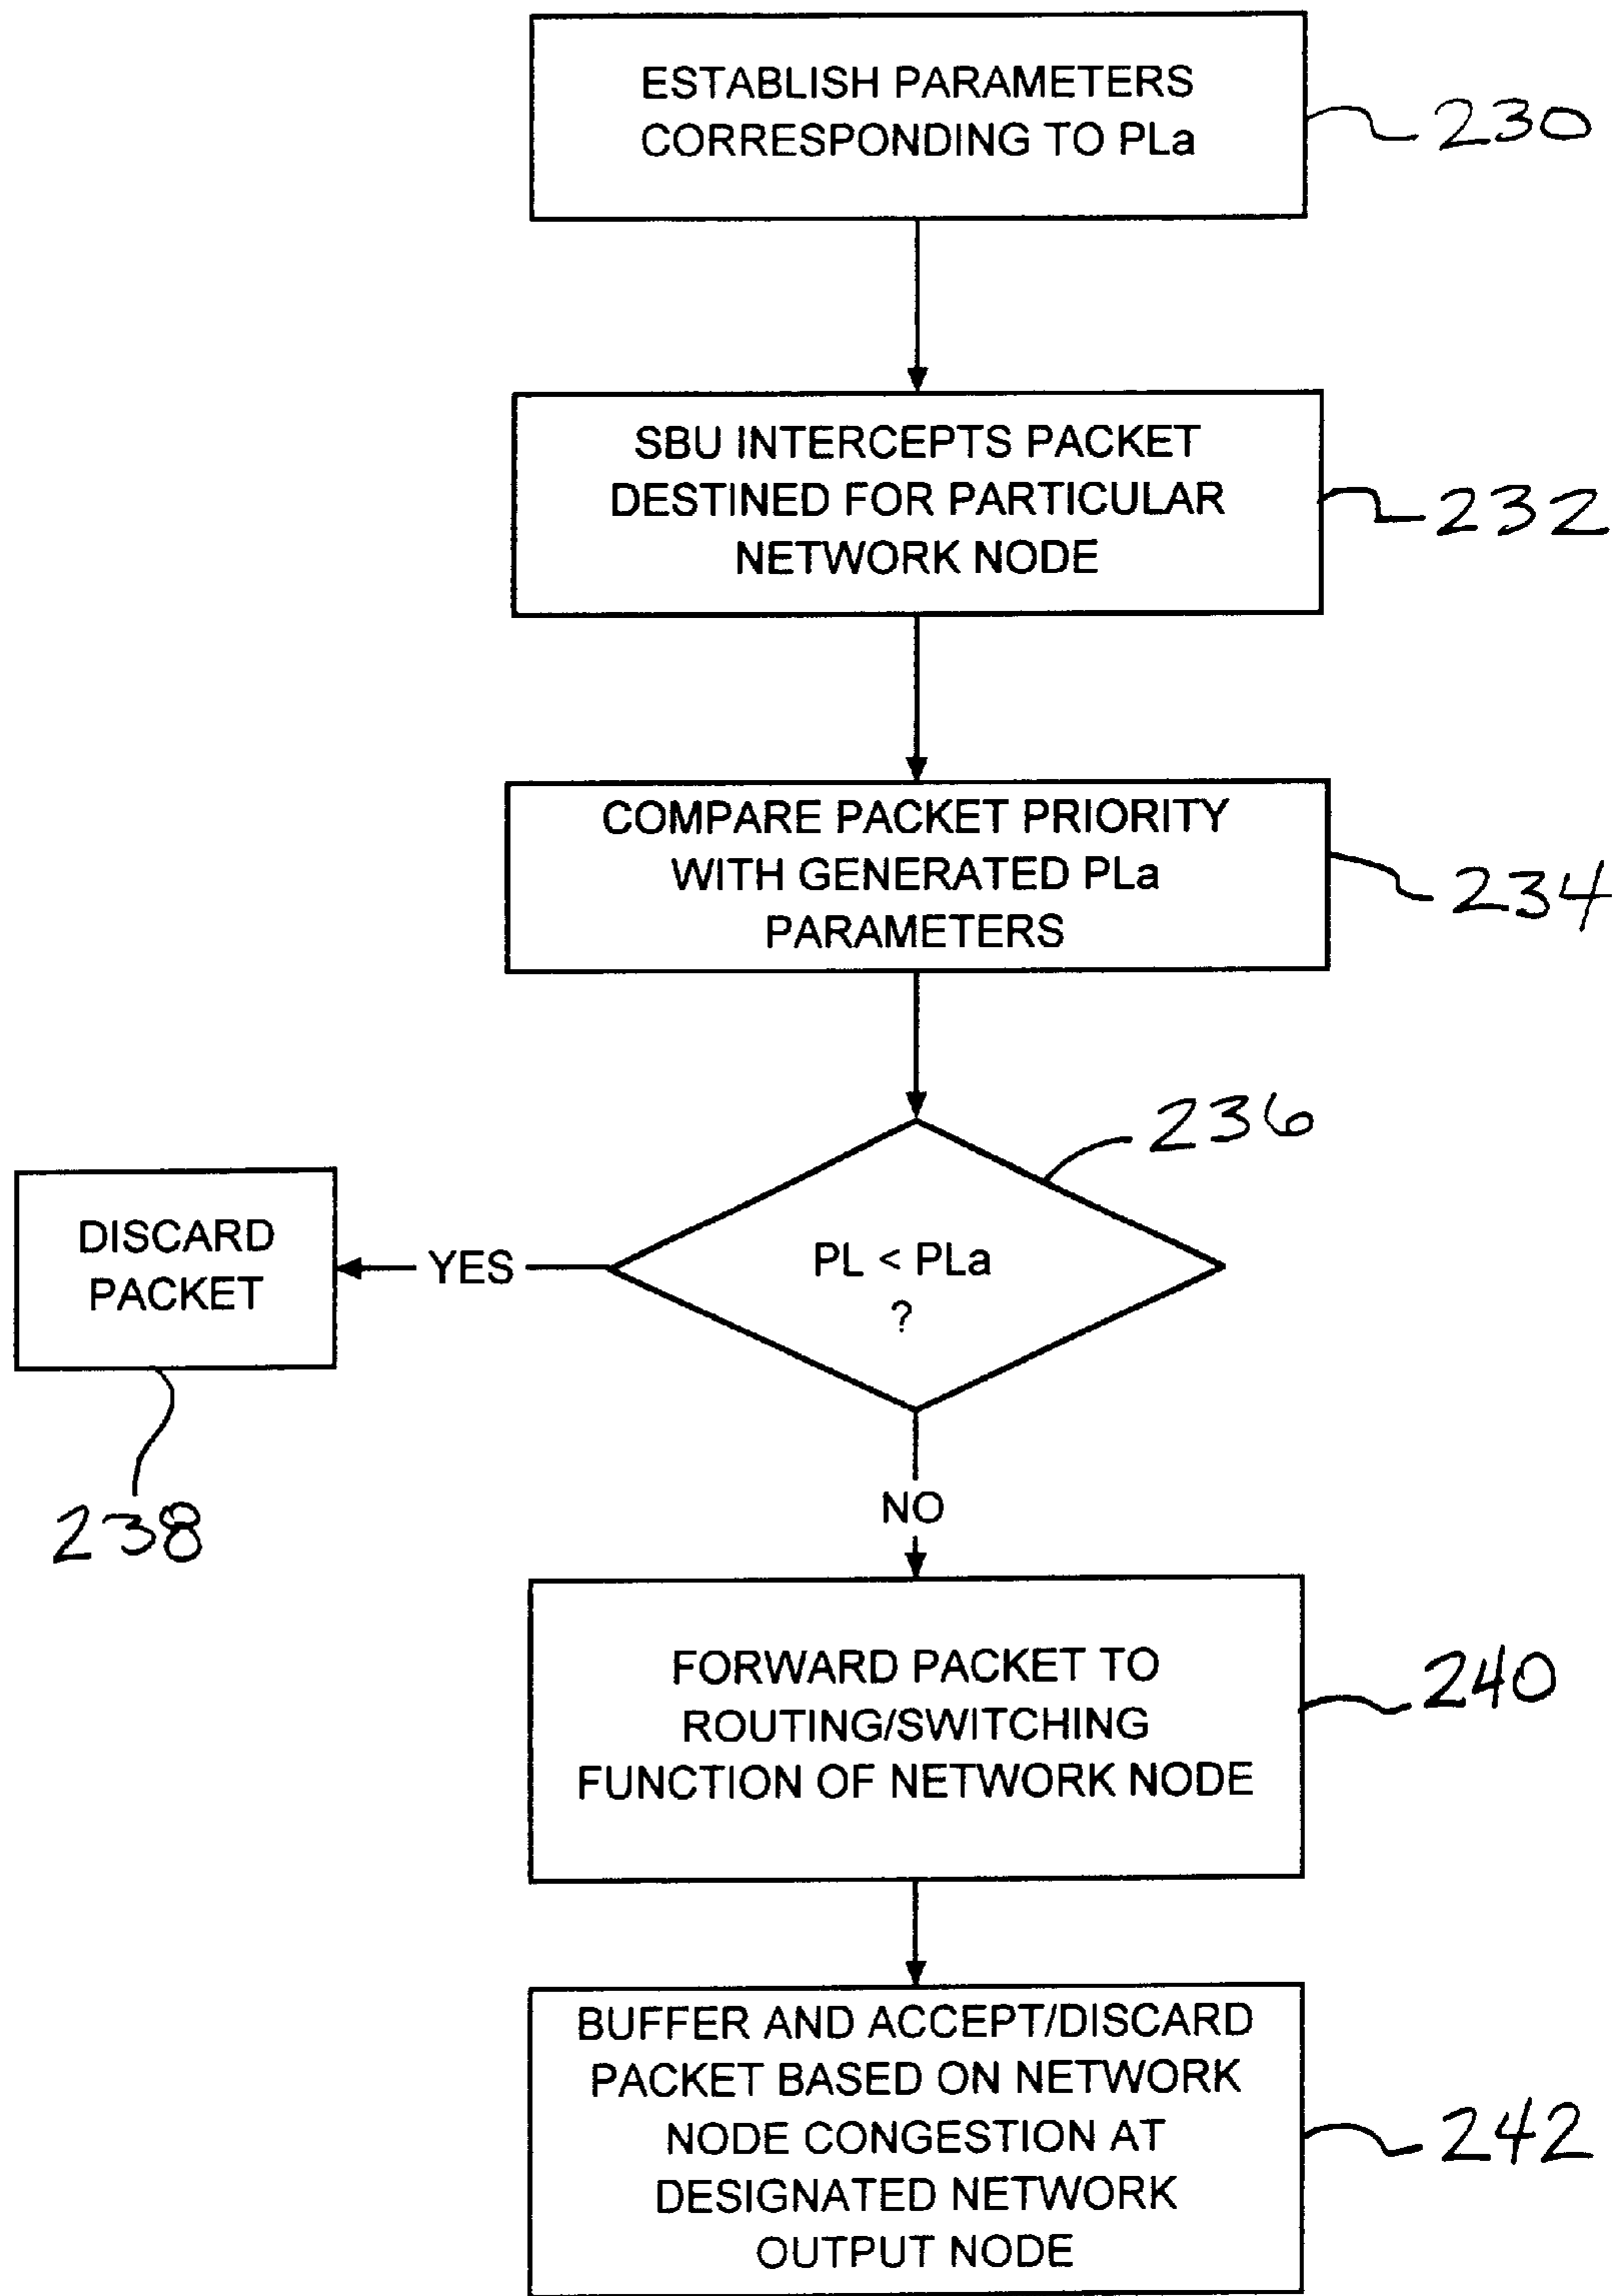 ESTABLISH PARAMETERS
CORRESPONDING TO PLa
230
SBU INTERCEPTS PACKET
DESTINED FOR PARTICULAR
NETWORK NODE
232
COMPARE PACKET PRIORITY
WITH GENERATED PLa
PARAMETERS
234
236
PL < PLa
?
YES
DISCARD
PACKET
238
NO
FORWARD PACKET TO
ROUTING/SWITCHING
FUNCTION OF NETWORK NODE
240
BUFFER AND ACCEPT/DISCARD
PACKET BASED ON NETWORK
NODE CONGESTION AT
DESIGNATED NETWORK
OUTPUT NODE
242